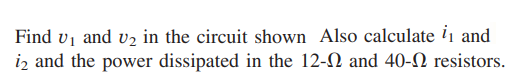 Find v₁ and v₂ in the circuit shown Also calculate i₁ and
i₂ and the power dissipated in the 12-Ω and 40-Ω resistors.